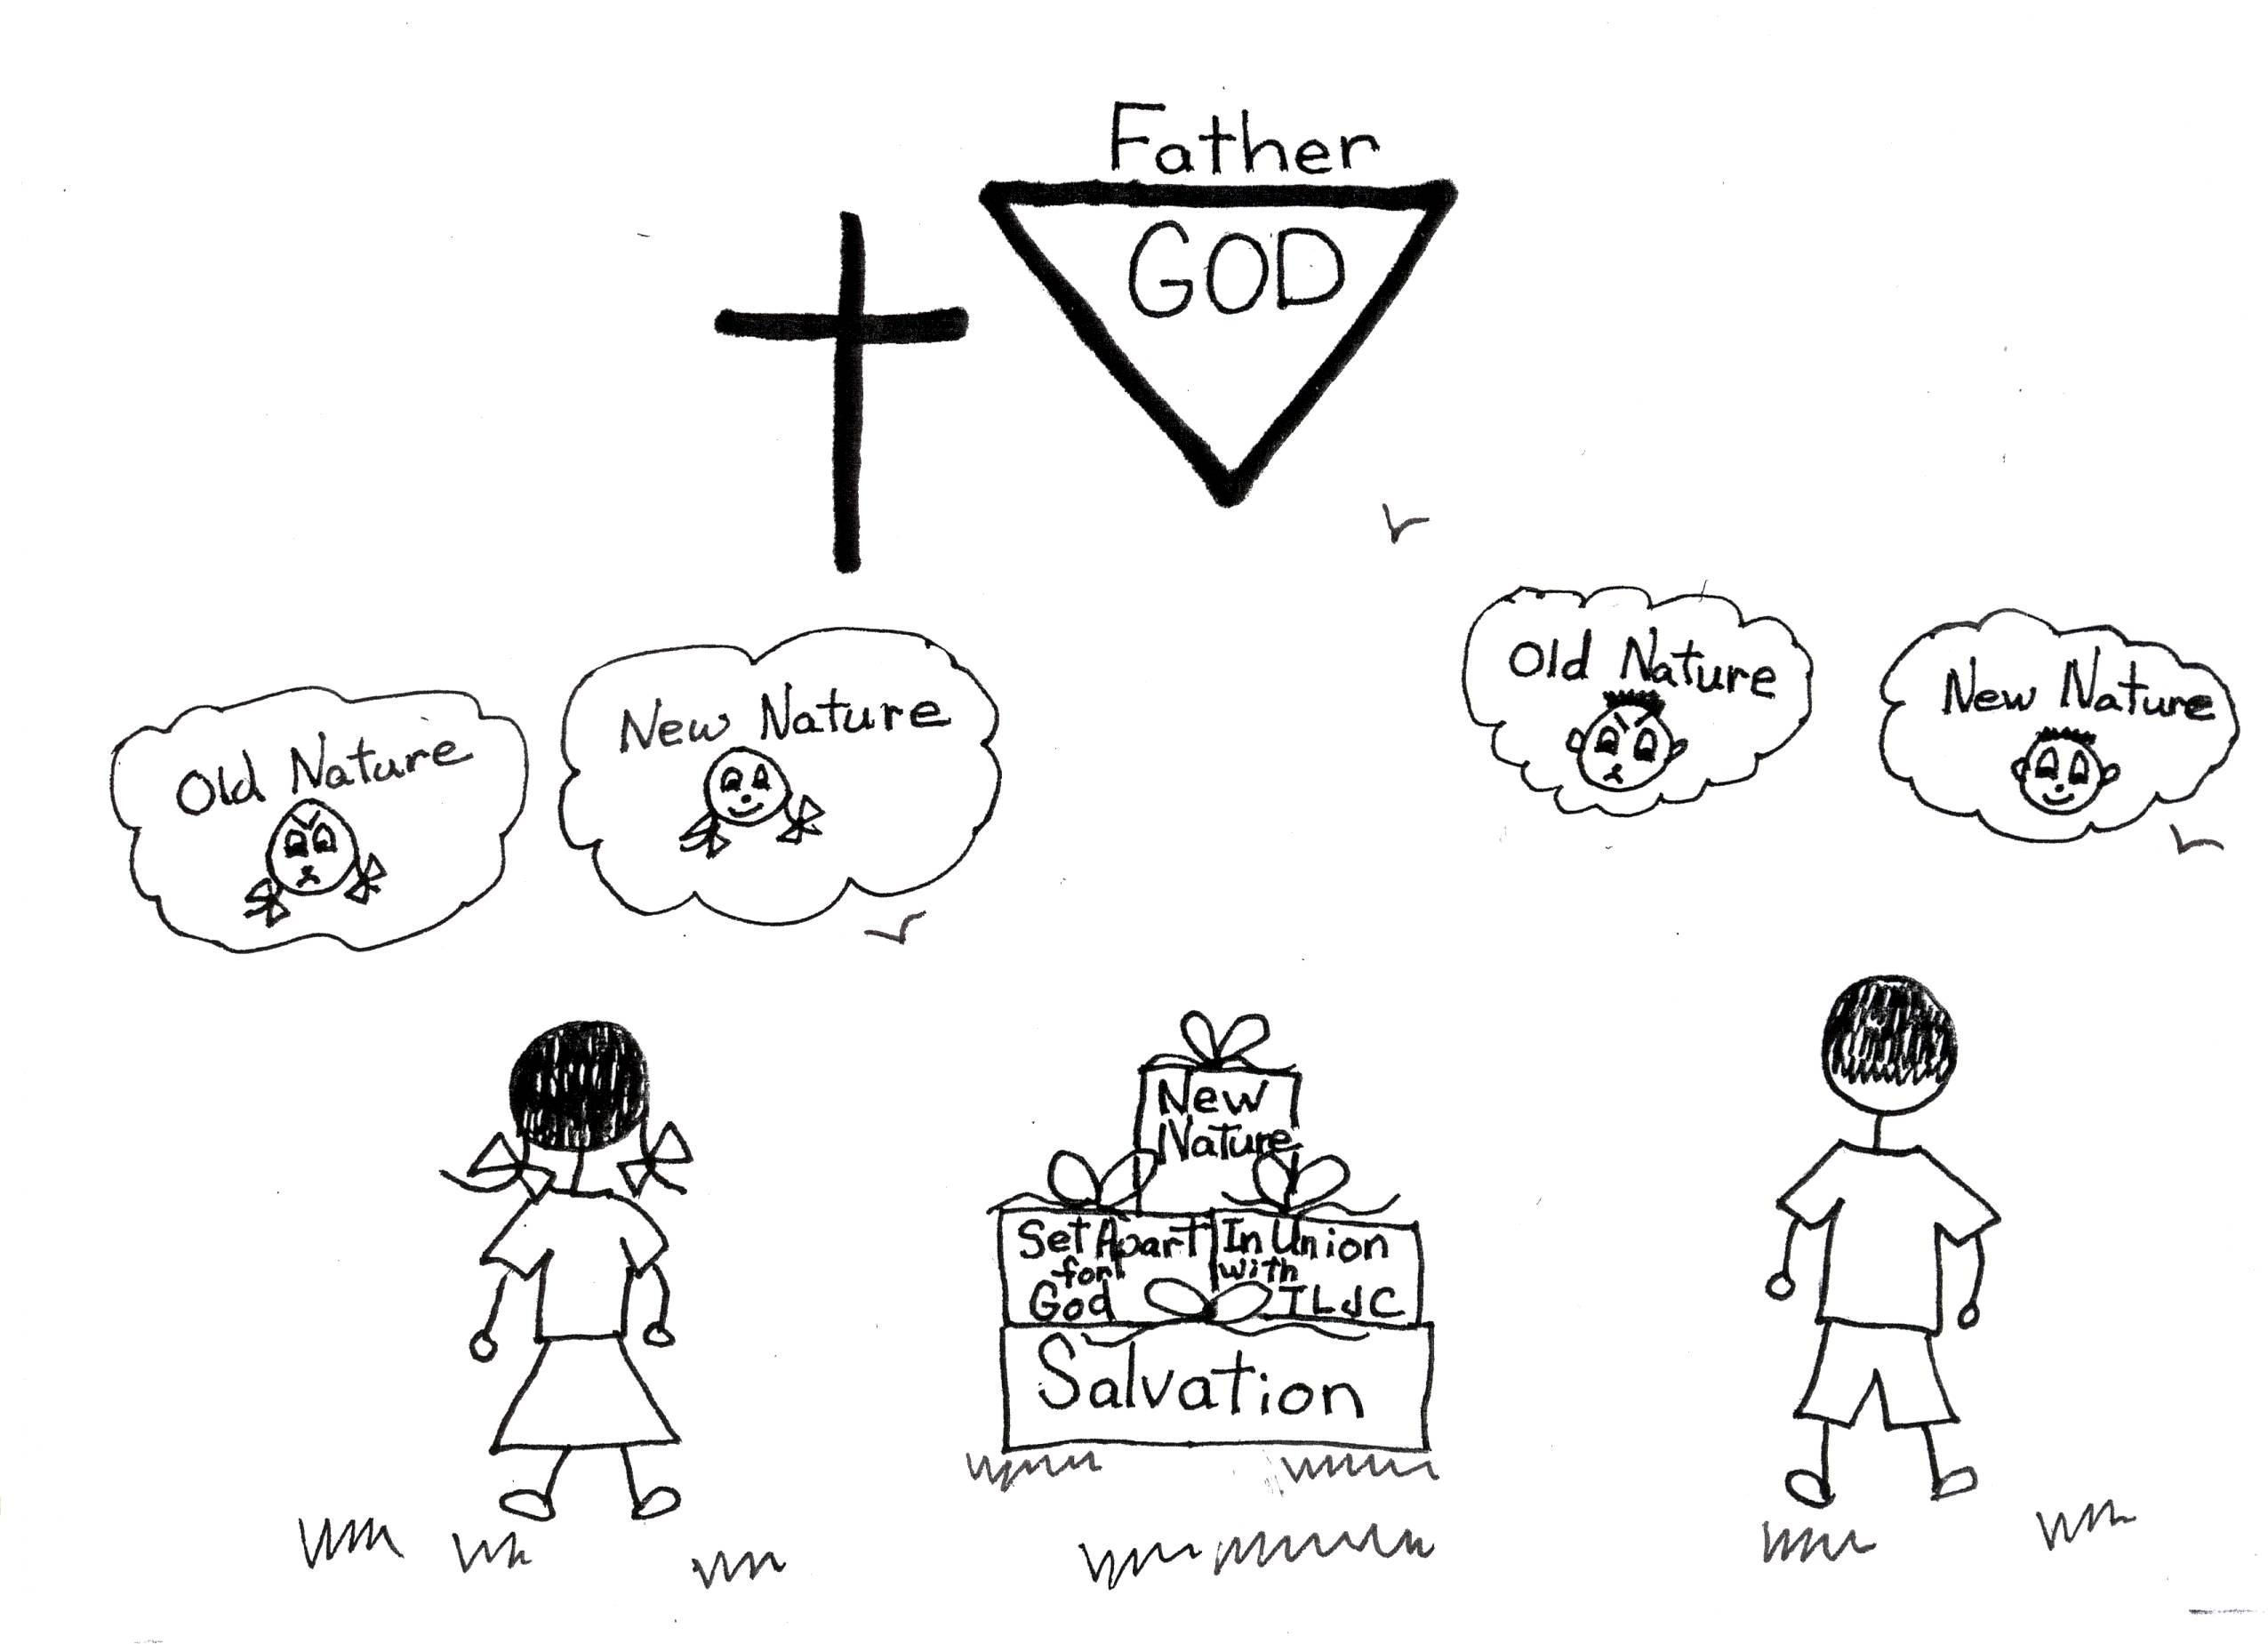 Father
GOD
Old Nature
New Nature
Old Nature
New Nature
New
Nature
Set Apart
for
God
In Union
with
ILJC
Salvation